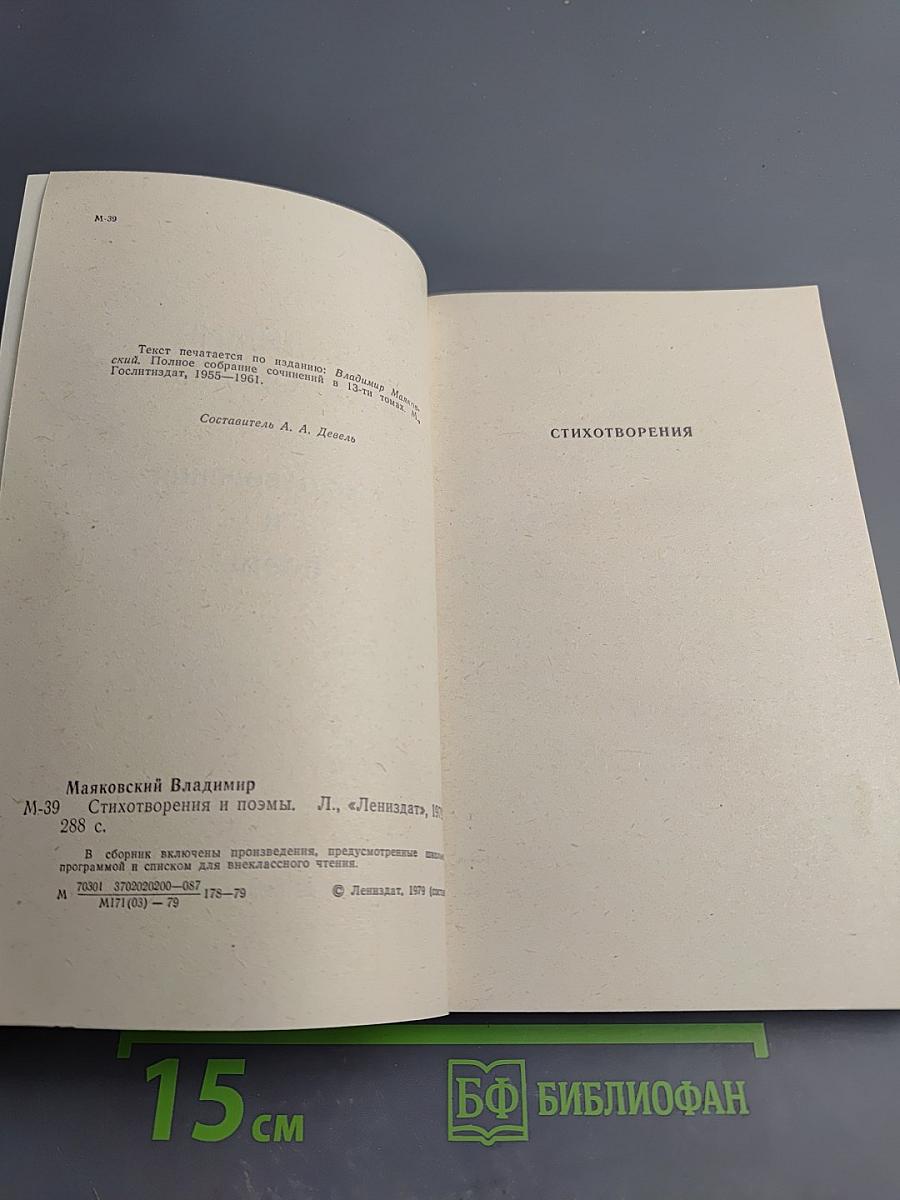 М-39
Текст печатается по изданию: Владимир Маяков-
ский. Полное собрание сочинений в 13-ти томах. М.,
Гослитиздат, 1955—1961.
Составитель А. А. Девель
Маяковский Владимир
М-39 Стихотворения и поэмы. Л., «Лениздат», 1979
288 с.
В сборник включены произведения, предусмотренные
программой и списком для внеклассного чтения.
М 70301 3702020200—087 178—79
М171(03) — 79
© Лениздат, 1979
СТИХОТВОРЕНИЯ
15 см
БФ БИБЛИОФАН